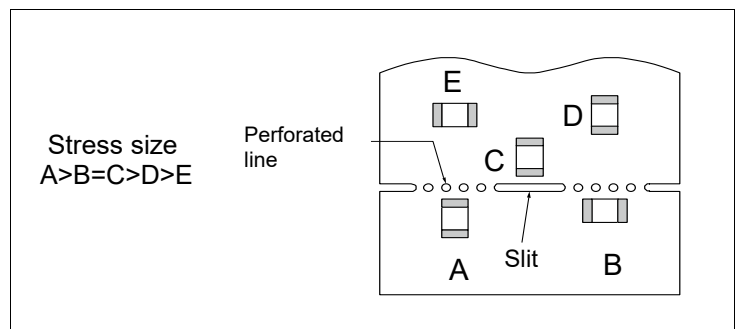 Stress size
A>B=C>D>E
Perforated
line
E
D
C
A
Slit
B